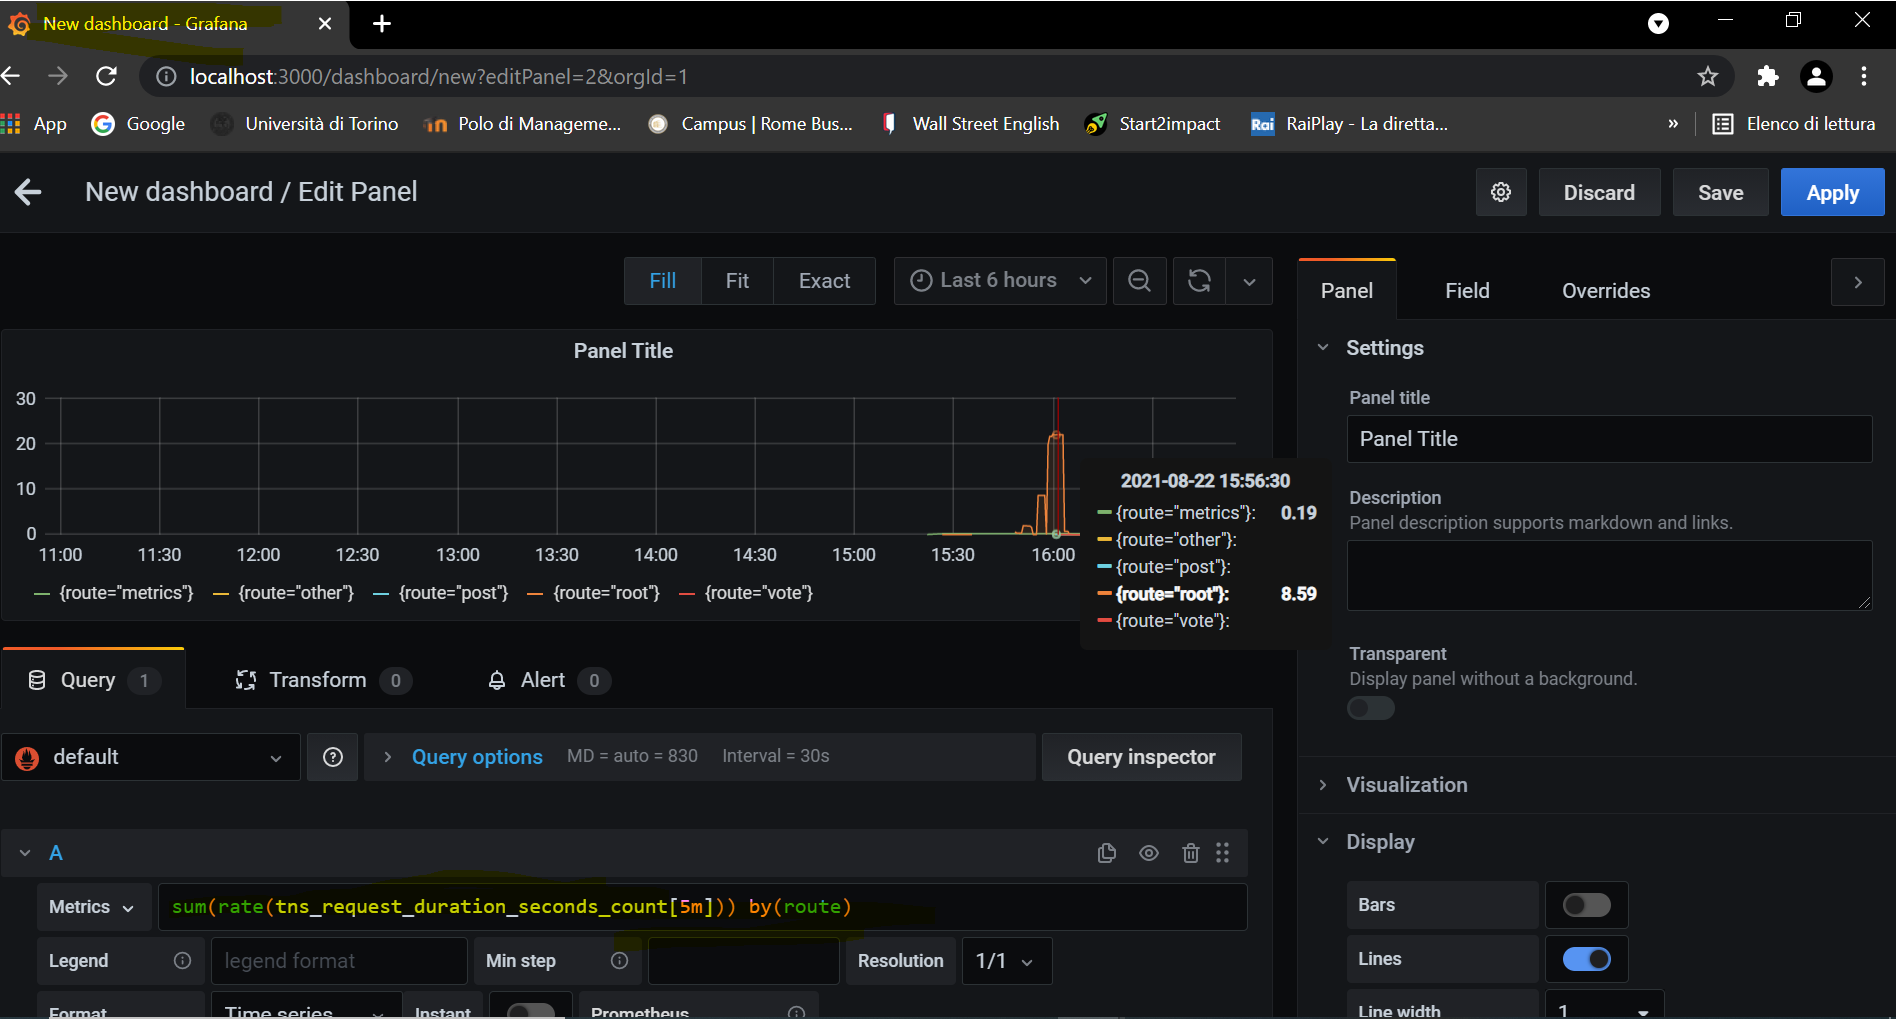 New dashboard - Grafana
localhost:3000/dashboard/new?editPanel=2&orgId=1
App Google Università di Torino Polo di Manageme... Campus | Rome Bus... Wall Street English Start2impact Rai RaiPlay - La diretta... » Elenco di lettura
New dashboard / Edit Panel Discard Save Apply
Fill Fit Exact Last 6 hours
Panel Title
30
20
10
0
11:00 11:30 12:00 12:30 13:00 13:30 14:00 14:30 15:00 15:30 16:00
{route="metrics"} {route="other"} {route="post"} {route="root"} {route="vote"}
2021-08-22 15:56:30
{route="metrics"}: 0.19
{route="other"}:
{route="post"}:
{route="root"}: 8.59
{route="vote"}:
Query 1 Transform 0 Alert 0
default Query options MD = auto = 830 Interval = 30s Query inspector
A
Metrics sum(rate(tns_request_duration_seconds_count[5m])) by(route)
Legend legend format Min step Resolution 1/1
Format Time series Instant Prometheus
Panel Field Overrides
Settings
Panel title
Panel Title
Description
Panel description supports markdown and links.
Transparent
Display panel without a background.
Visualization
Display
Bars
Lines
Line width 1